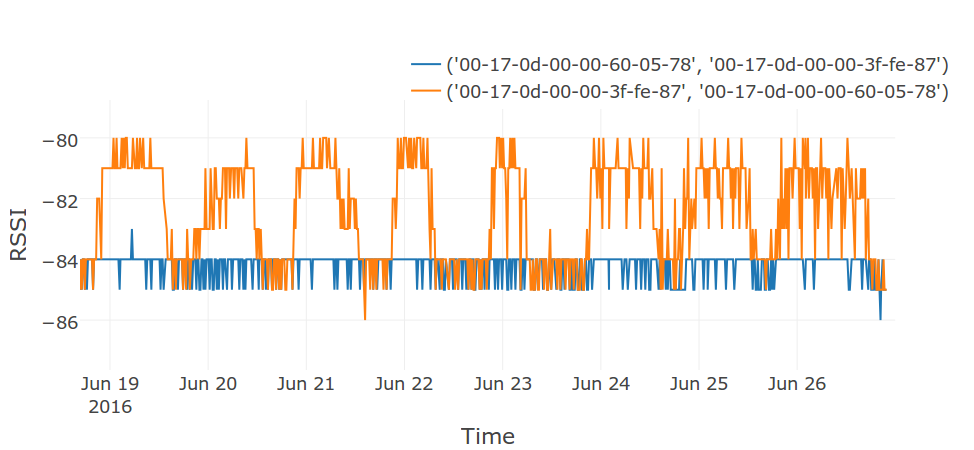 ('00-17-0d-00-00-60-05-78', '00-17-0d-00-00-3f-fe-87')
('00-17-0d-00-00-3f-fe-87', '00-17-0d-00-00-60-05-78')
−80
−82
−84
−86
RSSI
Jun 19 Jun 20 Jun 21 Jun 22 Jun 23 Jun 24 Jun 25 Jun 26
2016
Time